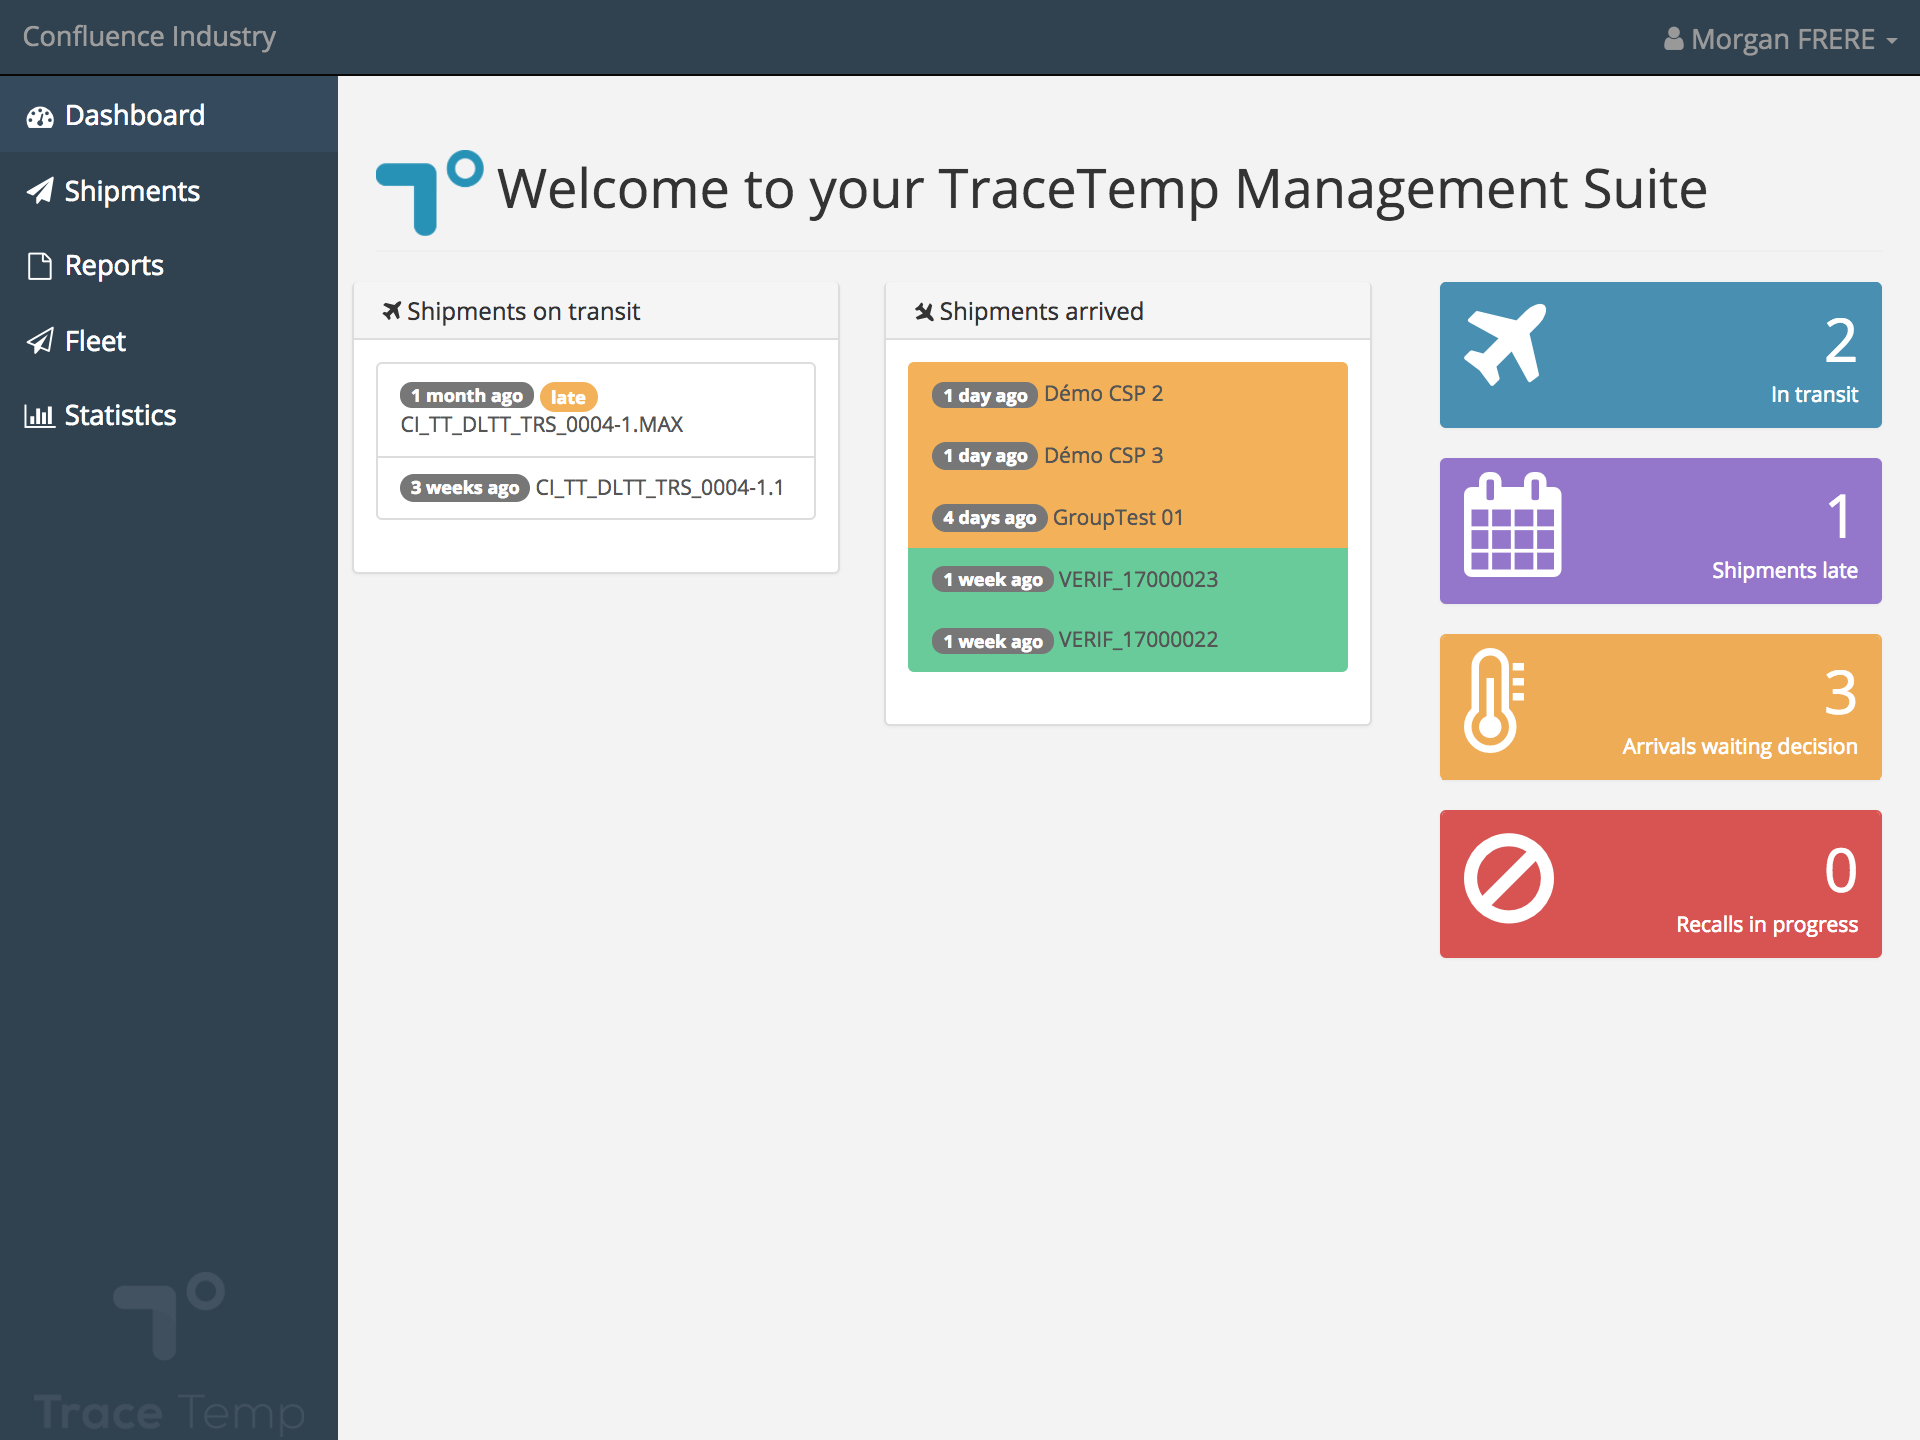 Confluence Industry
Morgan FRERE
Dashboard
Shipments
Reports
Fleet
Statistics
Trace Temp
Welcome to your TraceTemp Management Suite
Shipments on transit
1 month ago late
CI_TT_DLTT_TRS_0004-1.MAX
3 weeks ago CI_TT_DLTT_TRS_0004-1.1
Shipments arrived
1 day ago Démo CSP 2
1 day ago Démo CSP 3
4 days ago GroupTest 01
1 week ago VERIF_17000023
1 week ago VERIF_17000022
2
In transit
1
Shipments late
3
Arrivals waiting decision
0
Recalls in progress